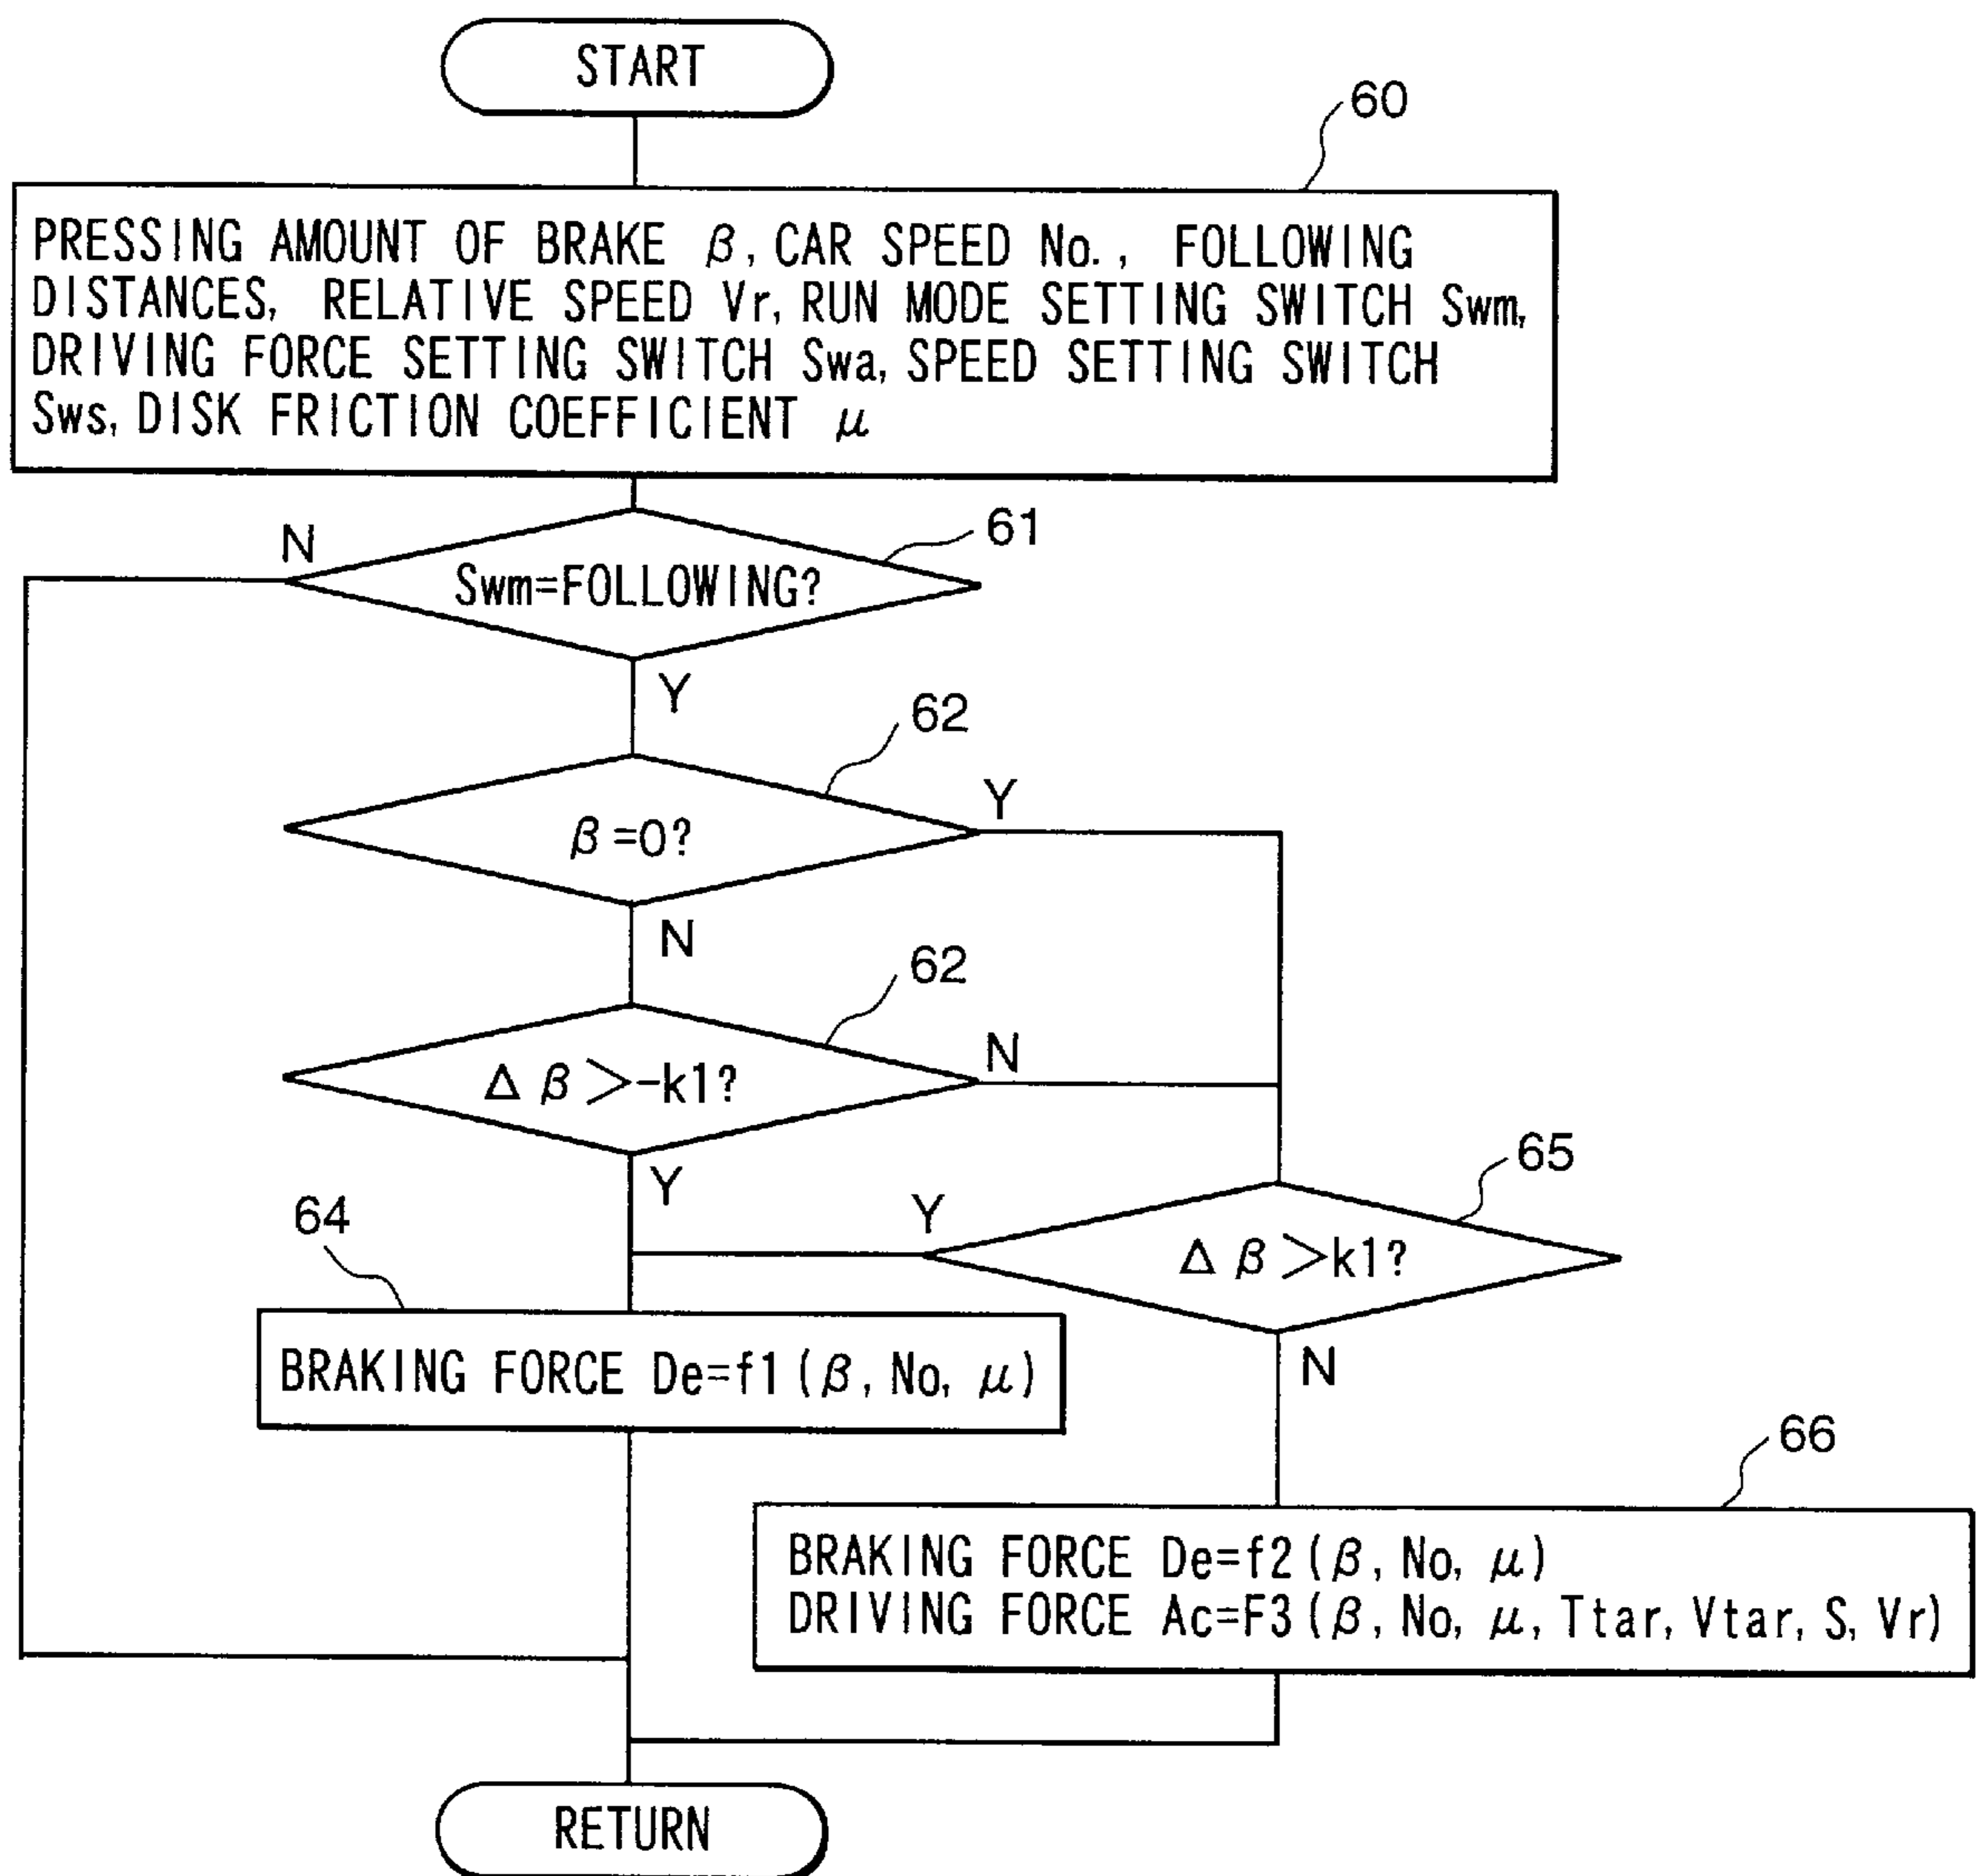 START
60
PRESSING AMOUNT OF BRAKE β, CAR SPEED No., FOLLOWING
DISTANCES, RELATIVE SPEED Vr, RUN MODE SETTING SWITCH Swm,
DRIVING FORCE SETTING SWITCH Swa, SPEED SETTING SWITCH
Sws, DISK FRICTION COEFFICIENT μ
N
61
Swm=FOLLOWING?
Y
62
Y
β=0?
N
62
N
Δβ>-k1?
Y
65
Y
Δβ>k1?
64
N
BRAKING FORCE De=f1(β, No, μ)
66
BRAKING FORCE De=f2(β, No, μ)
DRIVING FORCE Ac=F3(β, No, μ, Ttar, Vtar, S, Vr)
RETURN